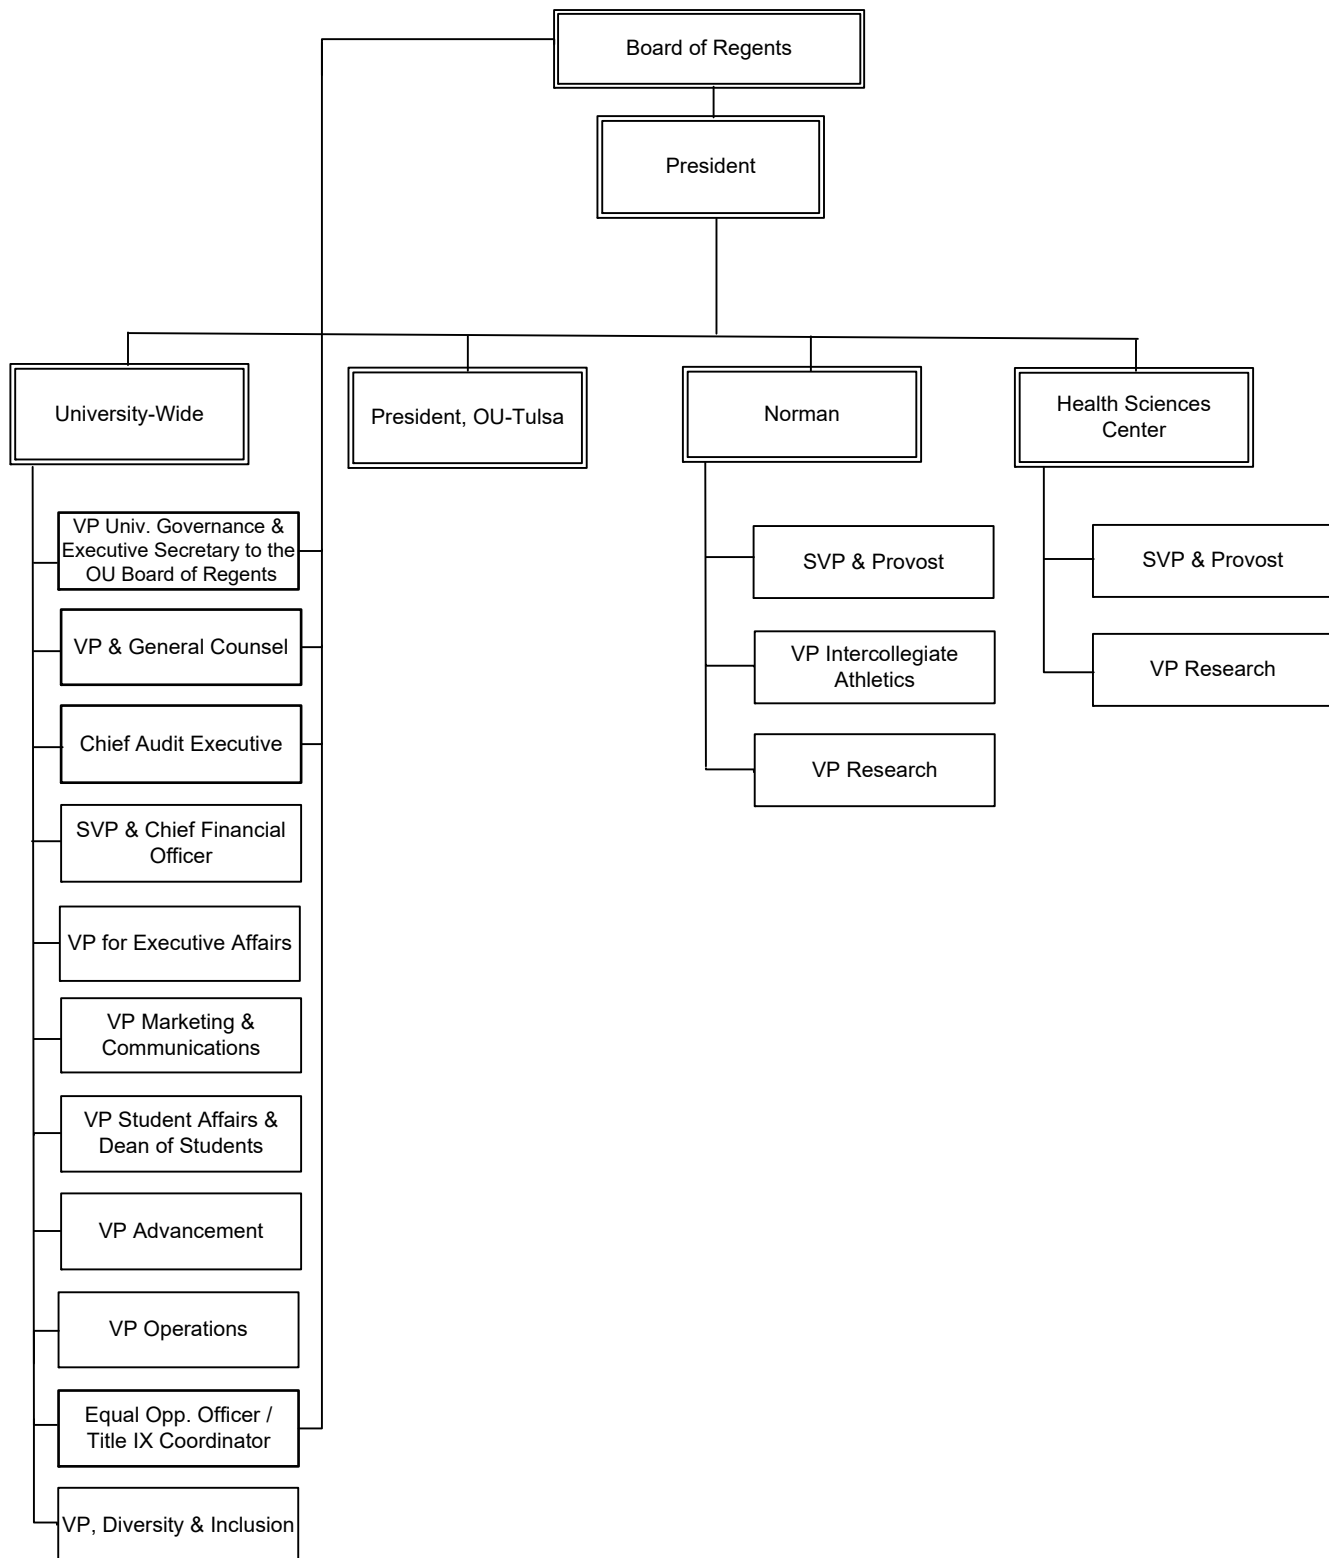 Board of Regents
President
University-Wide
President, OU-Tulsa
Norman
Health Sciences
Center
VP Univ. Governance &
Executive Secretary to the
OU Board of Regents
VP & General Counsel
Chief Audit Executive
SVP & Chief Financial
Officer
VP for Executive Affairs
VP Marketing &
Communications
VP Student Affairs &
Dean of Students
VP Advancement
VP Operations
Equal Opp. Officer /
Title IX Coordinator
VP, Diversity & Inclusion
SVP & Provost
VP Intercollegiate
Athletics
VP Research
SVP & Provost
VP Research